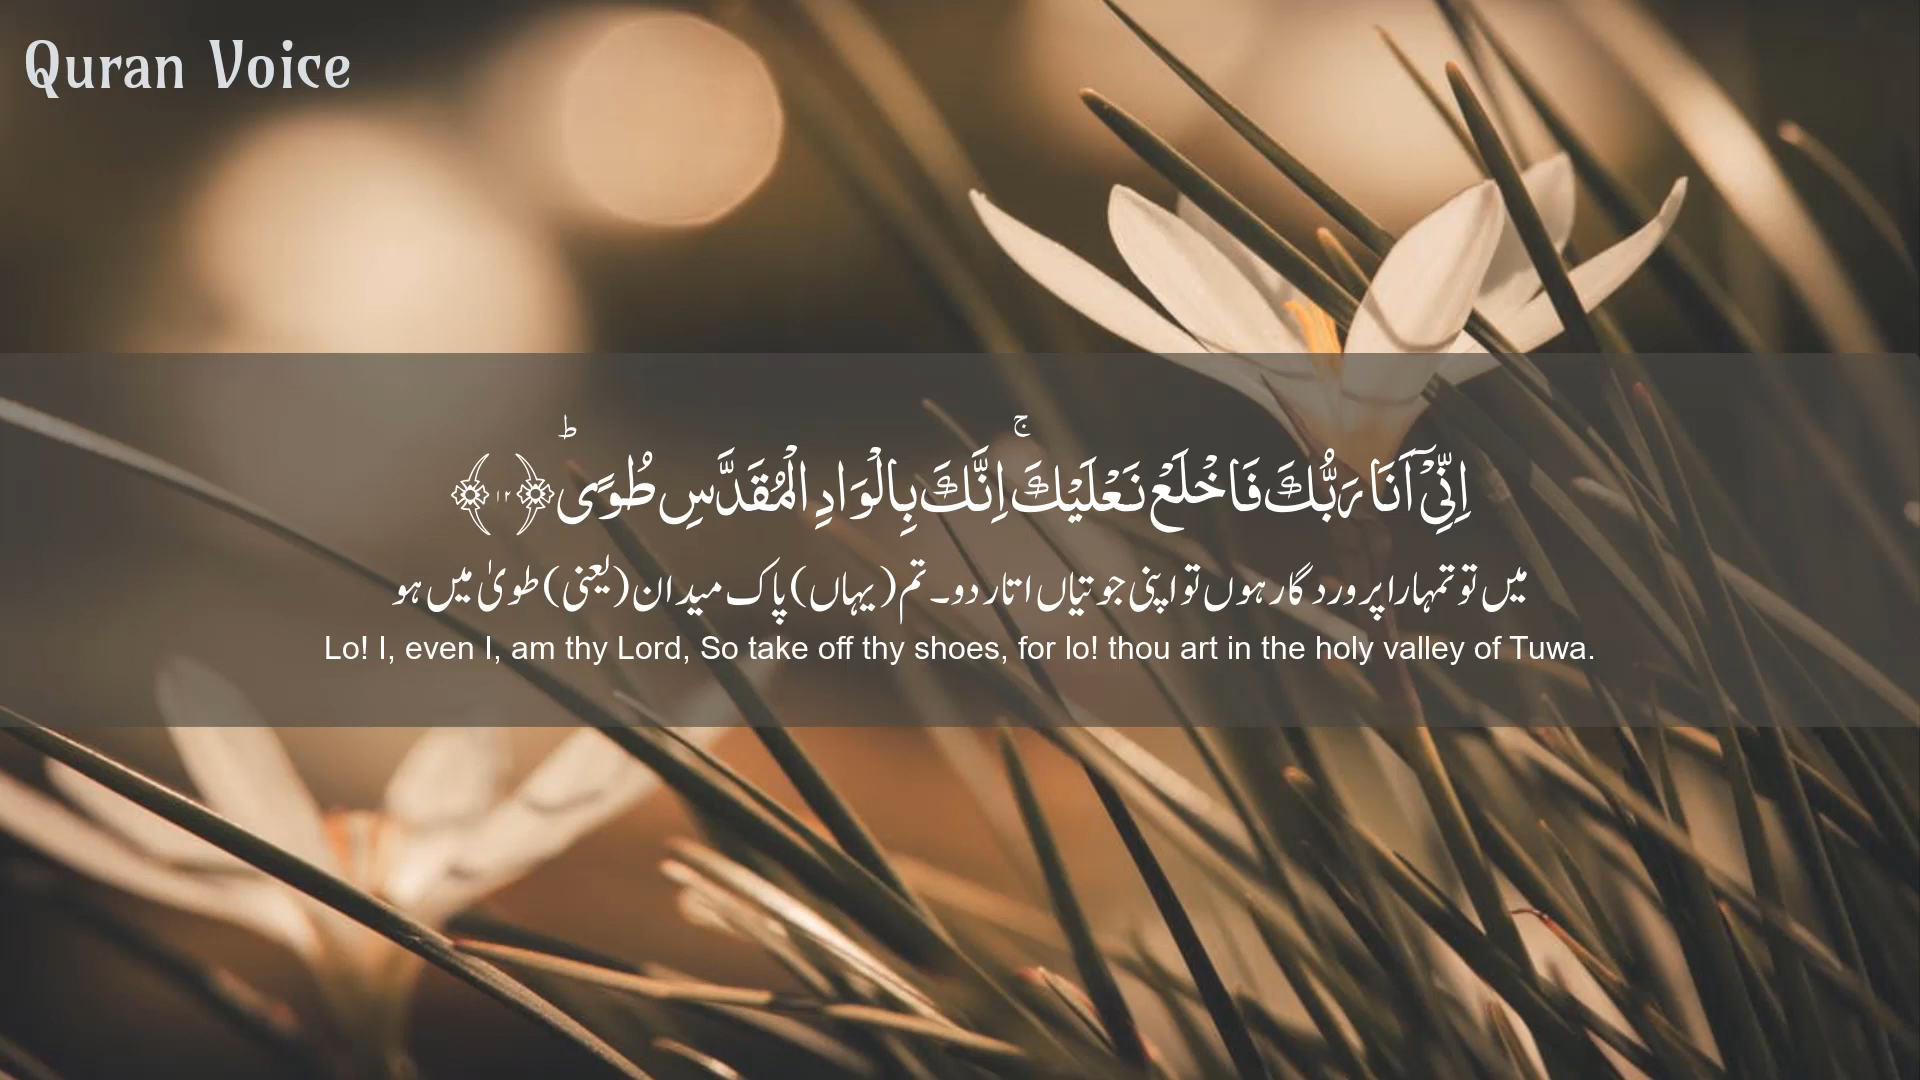 Quran Voice
اِنِّىْۤ اَنَا رَبُّكَ فَاخْلَعْ نَعْلَيْكَ‌ ۚ اِنَّكَ بِالْوَادِ الْمُقَدَّسِ طُوًى ؕ‏ ﴿۱۲﴾
میں تو تمہارا پروردگار ہوں تو اپنی جوتیاں اتار دو۔ تم (یہاں) پاک میدان (یعنی) طویٰ میں ہو
Lo! I, even I, am thy Lord, So take off thy shoes, for lo! thou art in the holy valley of Tuwa.